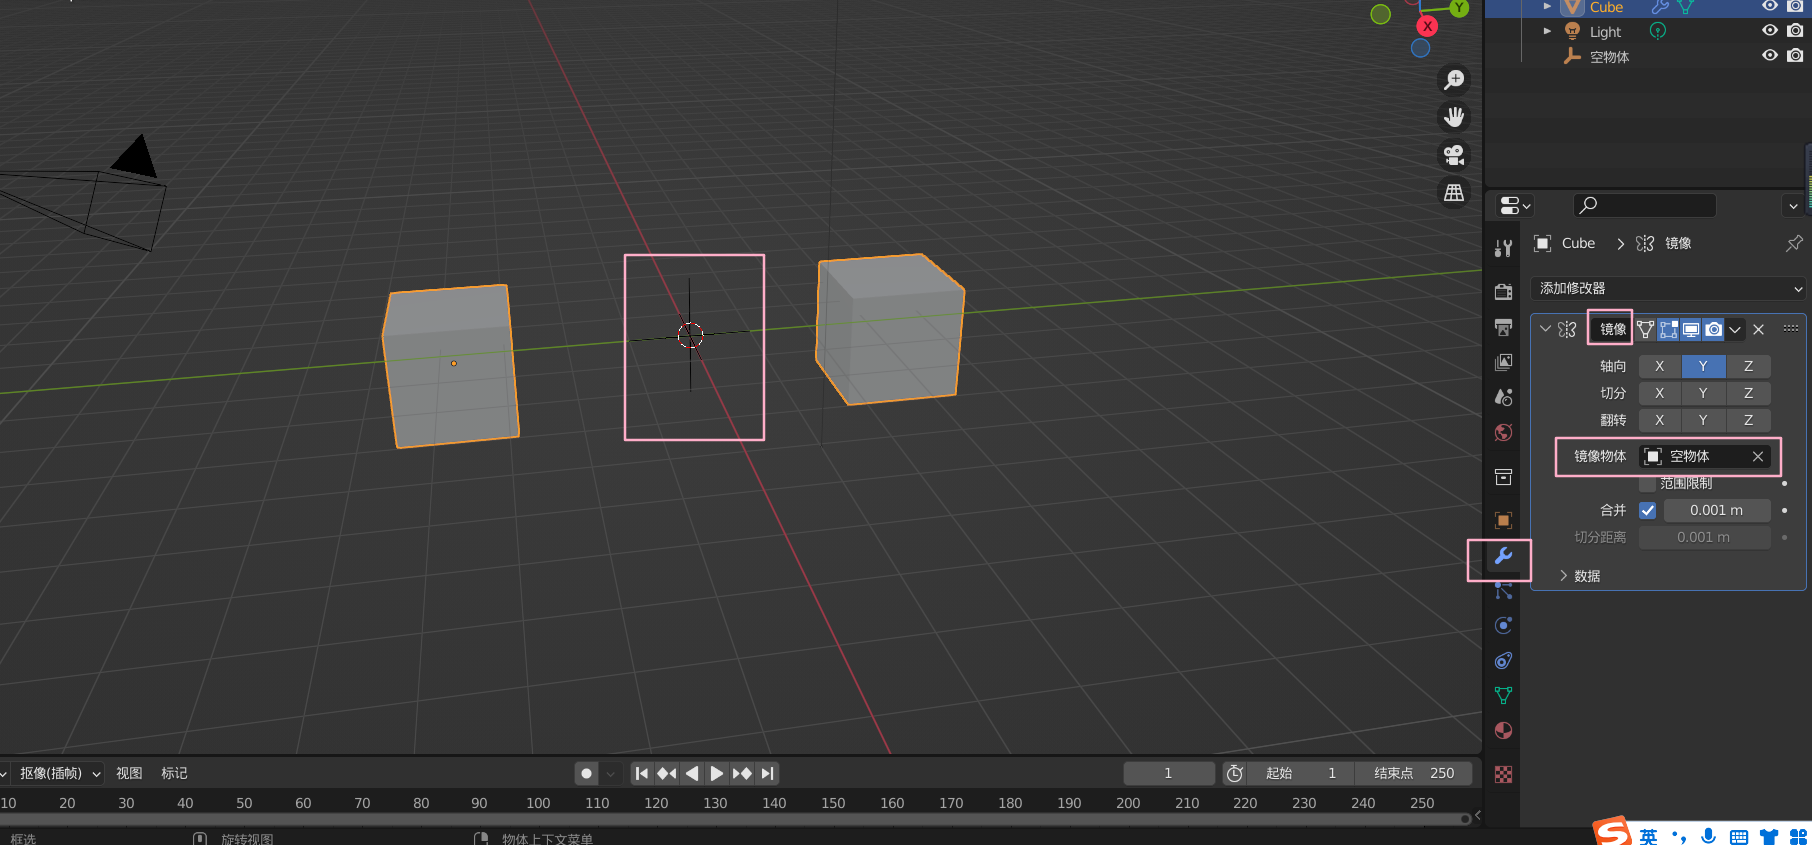 Y
X
Cube
Light
空物体
Cube
镜像
添加修改器
镜像
轴向 X Y Z
切分 X Y Z
翻转 X Y Z
镜像物体 空物体
范围限制
合并 0.001 m
切分距离 0.001 m
数据
抠像(插帧) 视图 标记
1 起始 1 结束点 250
10 20 30 40 50 60 70 80 90 100 110 120 130 140 150 160 170 180 190 200 210 220 230 240 250
框选 旋转视图 物体上下文菜单
英